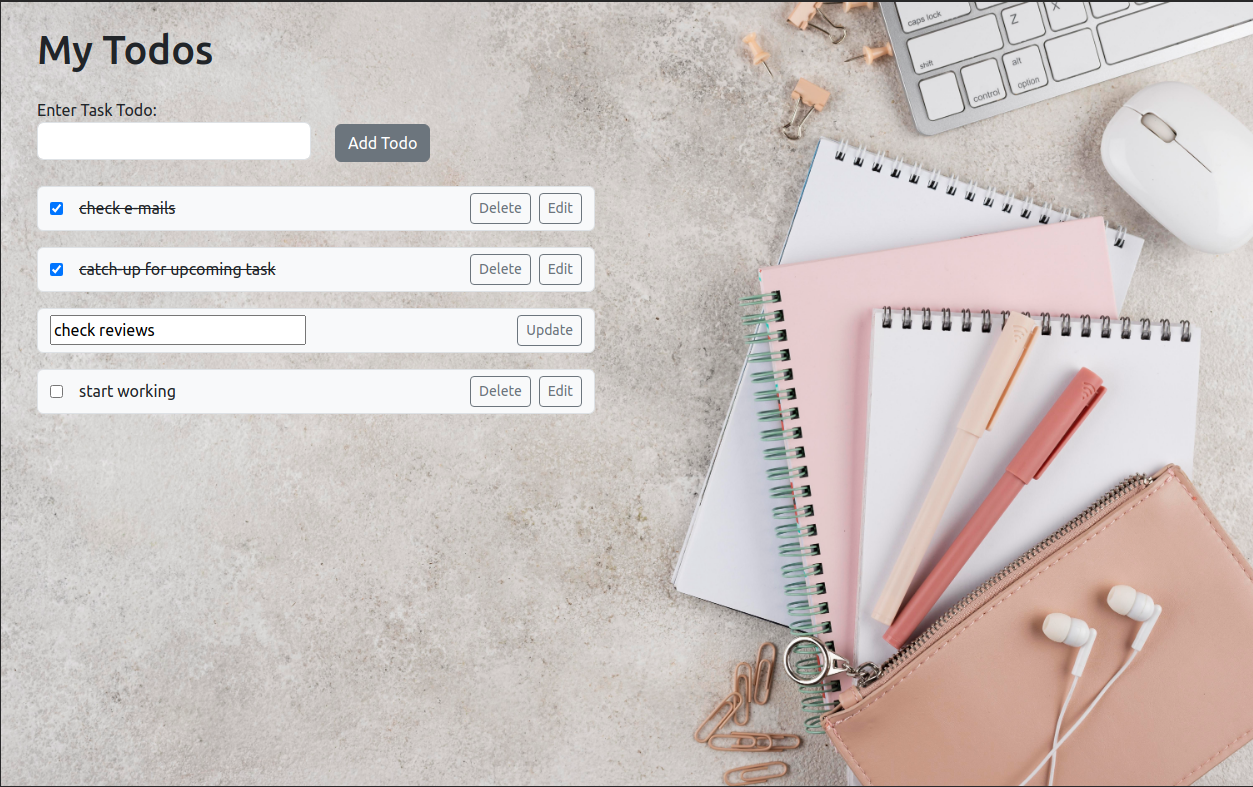 My Todos
Enter Task Todo:
Add Todo
check e-mails Delete Edit
catch up for upcoming task Delete Edit
check reviews Update
start working Delete Edit
caps lock
Z X
shift
alt
control option